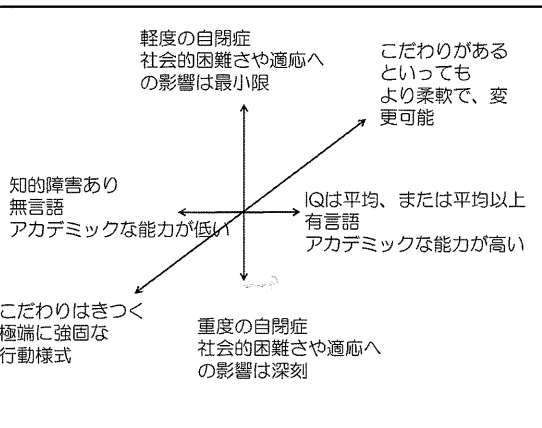 軽度の自閉症
社会的困難さや適応へ
の影響は最小限
こだわりがある
といっても
より柔軟で、変
更可能
知的障害あり
無言語
アカデミックな能力が低い
IQは平均、または平均以上
有言語
アカデミックな能力が高い
こだわりはきつく
極端に強固な
行動様式
重度の自閉症
社会的困難さや適応へ
の影響は深刻